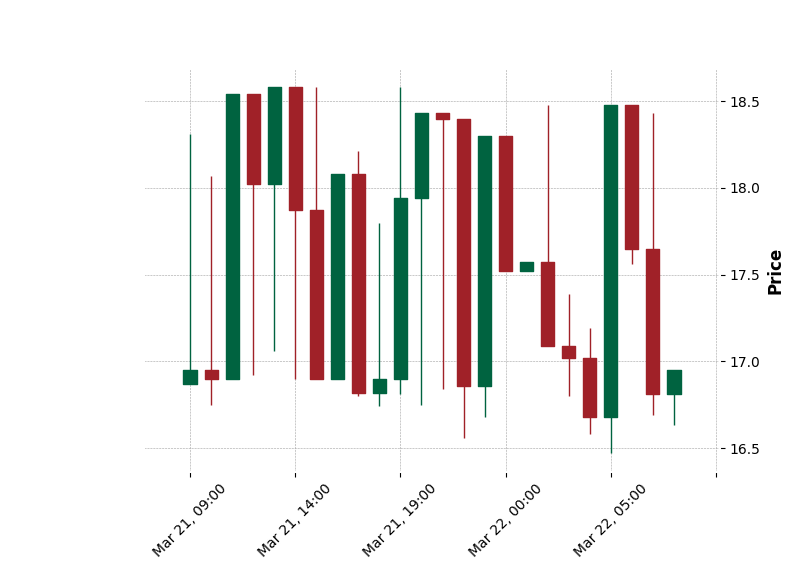 18.5
18.0
17.5
17.0
16.5
Price
Mar 21, 09:00
Mar 21, 14:00
Mar 21, 19:00
Mar 22, 00:00
Mar 22, 05:00